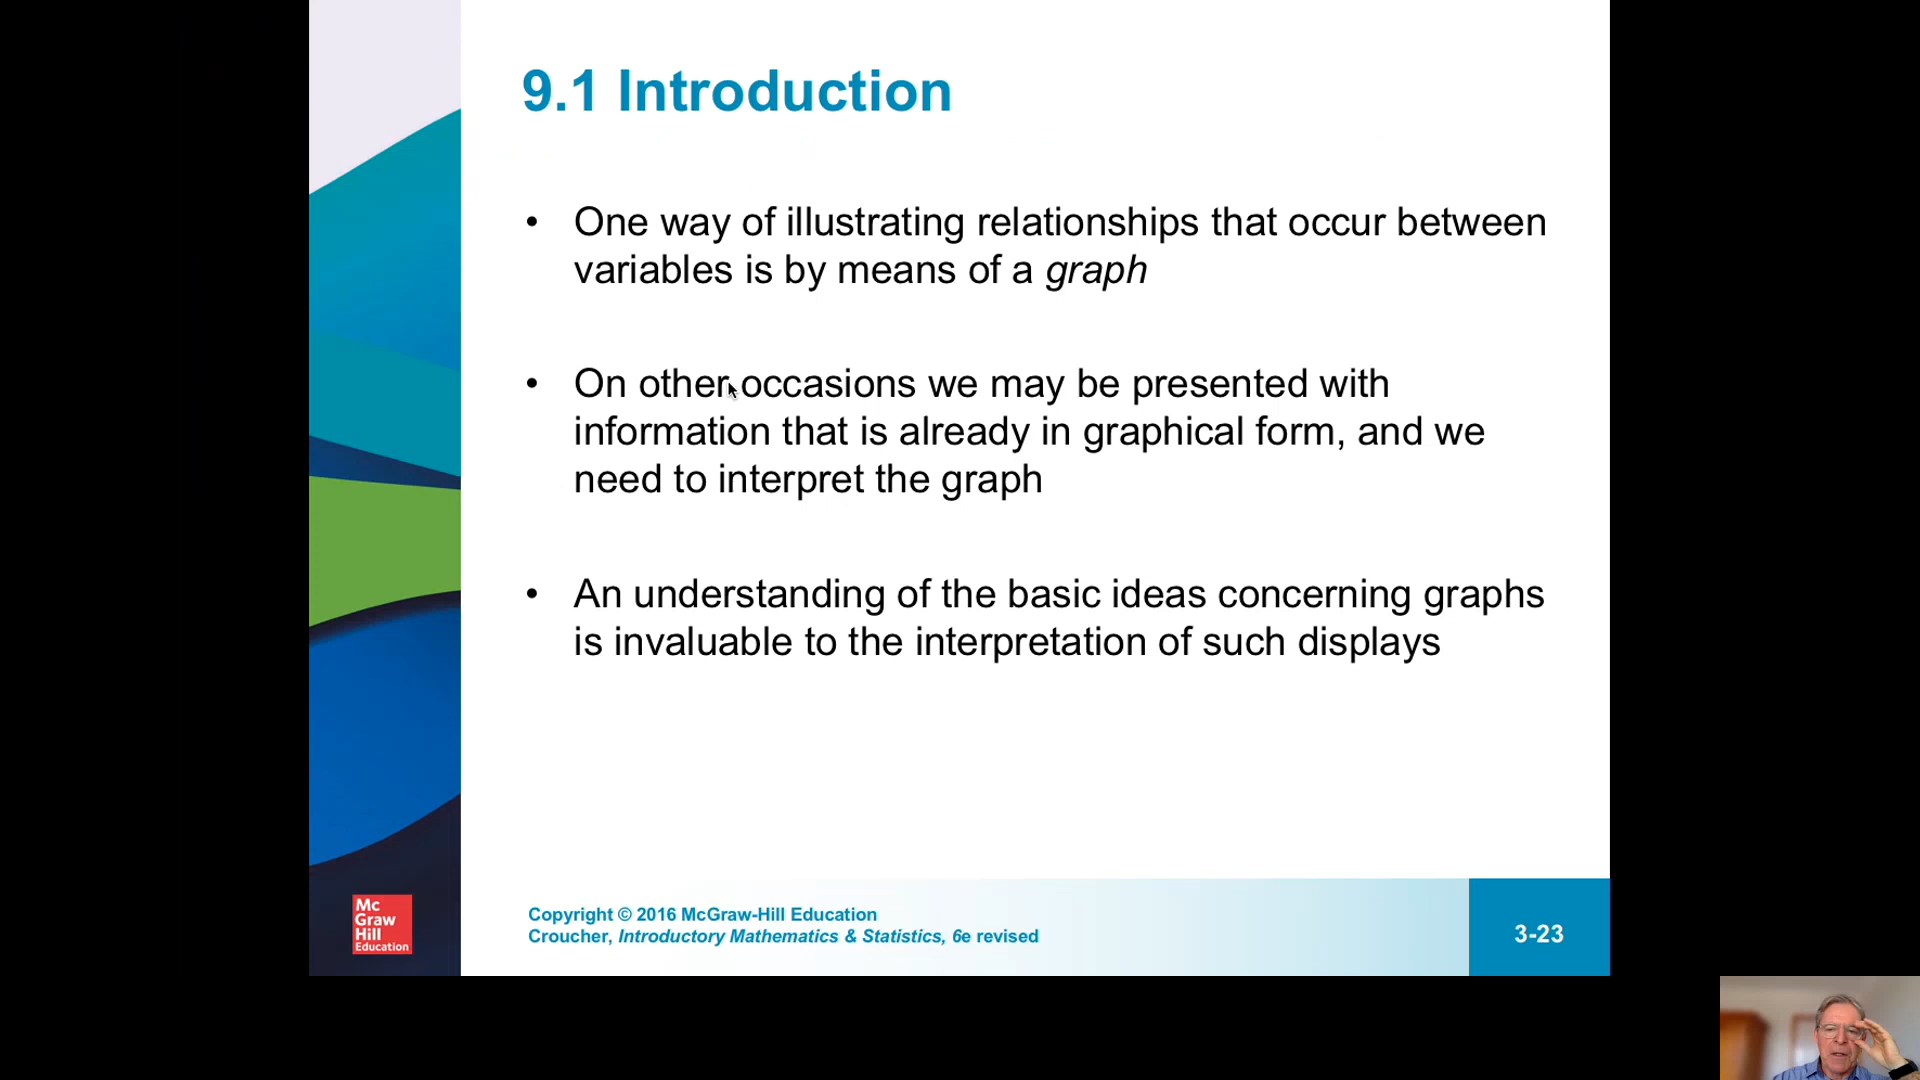 9.1 Introduction
• One way of illustrating relationships that occur between
variables is by means of a graph
• On other occasions we may be presented with
information that is already in graphical form, and we
need to interpret the graph
• An understanding of the basic ideas concerning graphs
is invaluable to the interpretation of such displays
Mc
Graw
Hill
Education
Copyright © 2016 McGraw-Hill Education
Croucher, Introductory Mathematics & Statistics, 6e revised
3-23